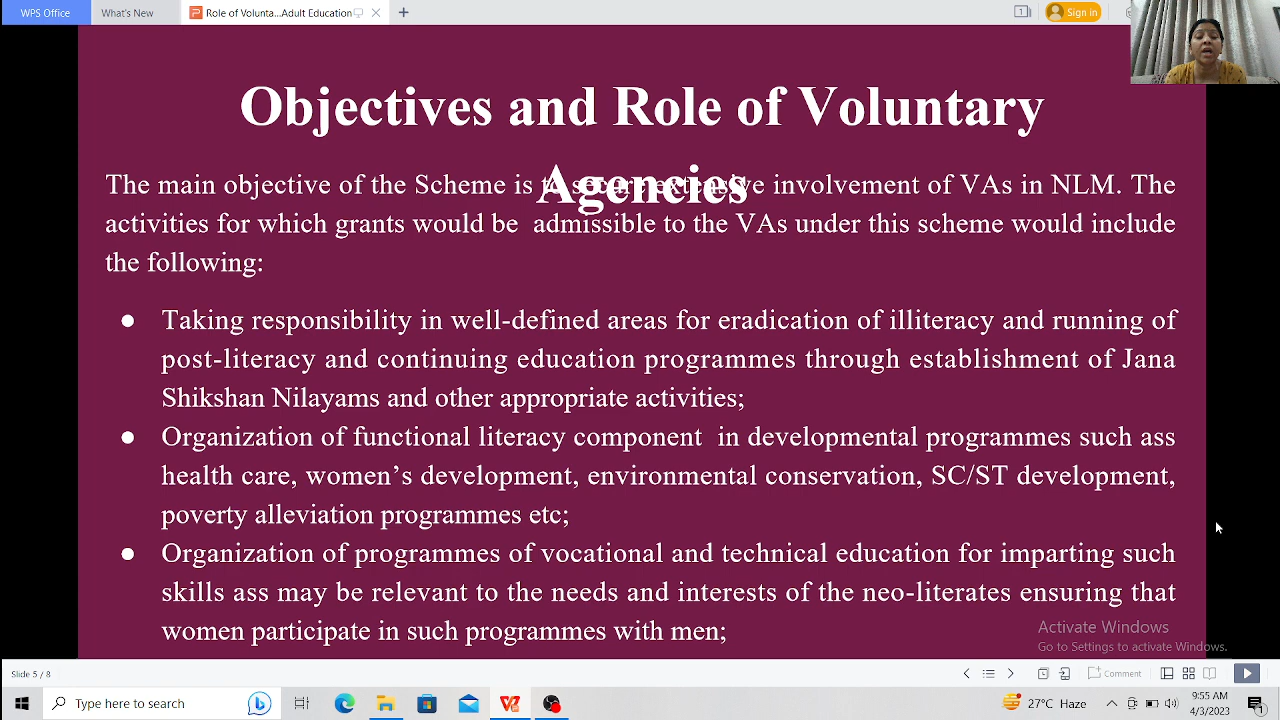 WPS Office
What's New
Role of Volunta...Adult Education
Sign in
Objectives and Role of Voluntary
Agencies
The main objective of the Scheme is to secure extensive involvement of VAs in NLM. The
activities for which grants would be admissible to the VAs under this scheme would include
the following:
● Taking responsibility in well-defined areas for eradication of illiteracy and running of
post-literacy and continuing education programmes through establishment of Jana
Shikshan Nilayams and other appropriate activities;
● Organization of functional literacy component in developmental programmes such ass
health care, women’s development, environmental conservation, SC/ST development,
poverty alleviation programmes etc;
● Organization of programmes of vocational and technical education for imparting such
skills ass may be relevant to the needs and interests of the neo-literates ensuring that
women participate in such programmes with men;
Activate Windows
Go to Settings to activate Windows.
Slide 5 / 8
Comment
Type here to search
27°C Haze
9:55 AM
4/3/2023